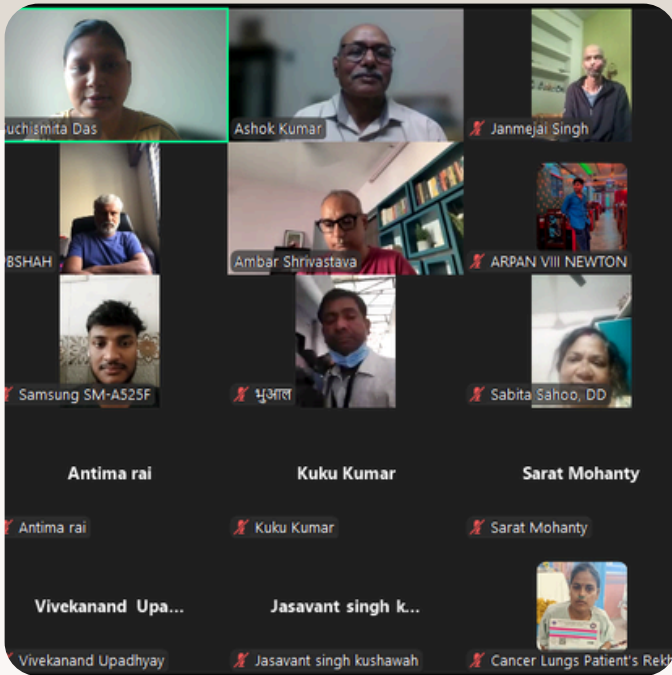 Suchismita Das
Ashok Kumar
Janmejai Singh
PBSHAH
Ambar Shrivastava
ARPAN VIII NEWTON
Samsung SM-A525F
भुआल
Sabita Sahoo, DD
Antima rai
Kuku Kumar
Sarat Mohanty
Antima rai
Kuku Kumar
Sarat Mohanty
Vivekanand Upa...
Jasavant singh k...
Vivekanand Upadhyay
Jasavant singh kushawah
Cancer Lungs Patient's Rekh